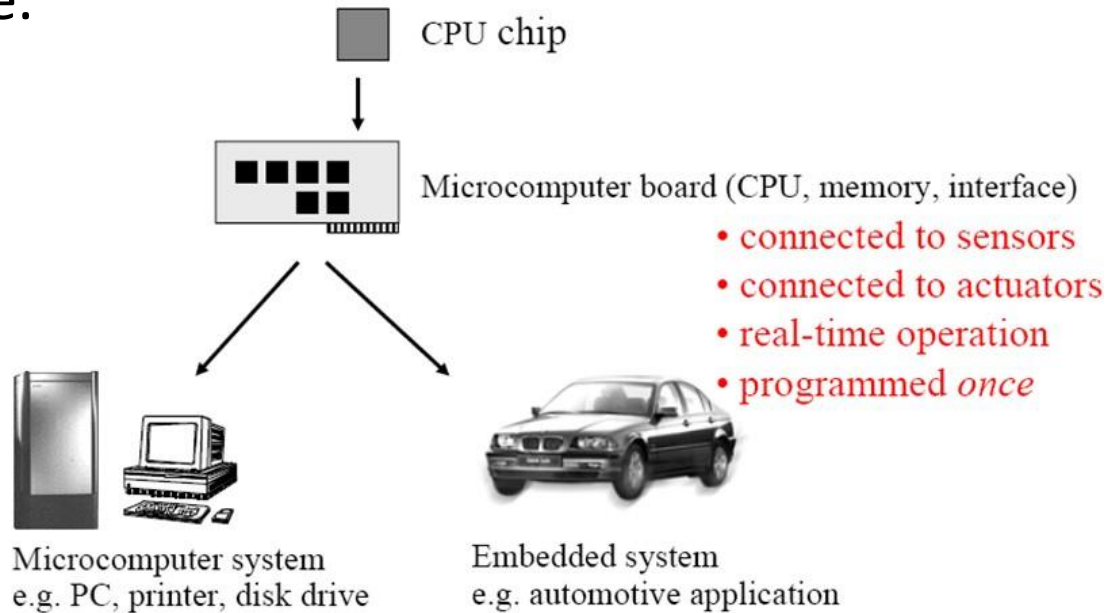 e.
CPU chip
Microcomputer board (CPU, memory, interface)
• connected to sensors
• connected to actuators
• real-time operation
• programmed once
Microcomputer system
e.g. PC, printer, disk drive
Embedded system
e.g. automotive application